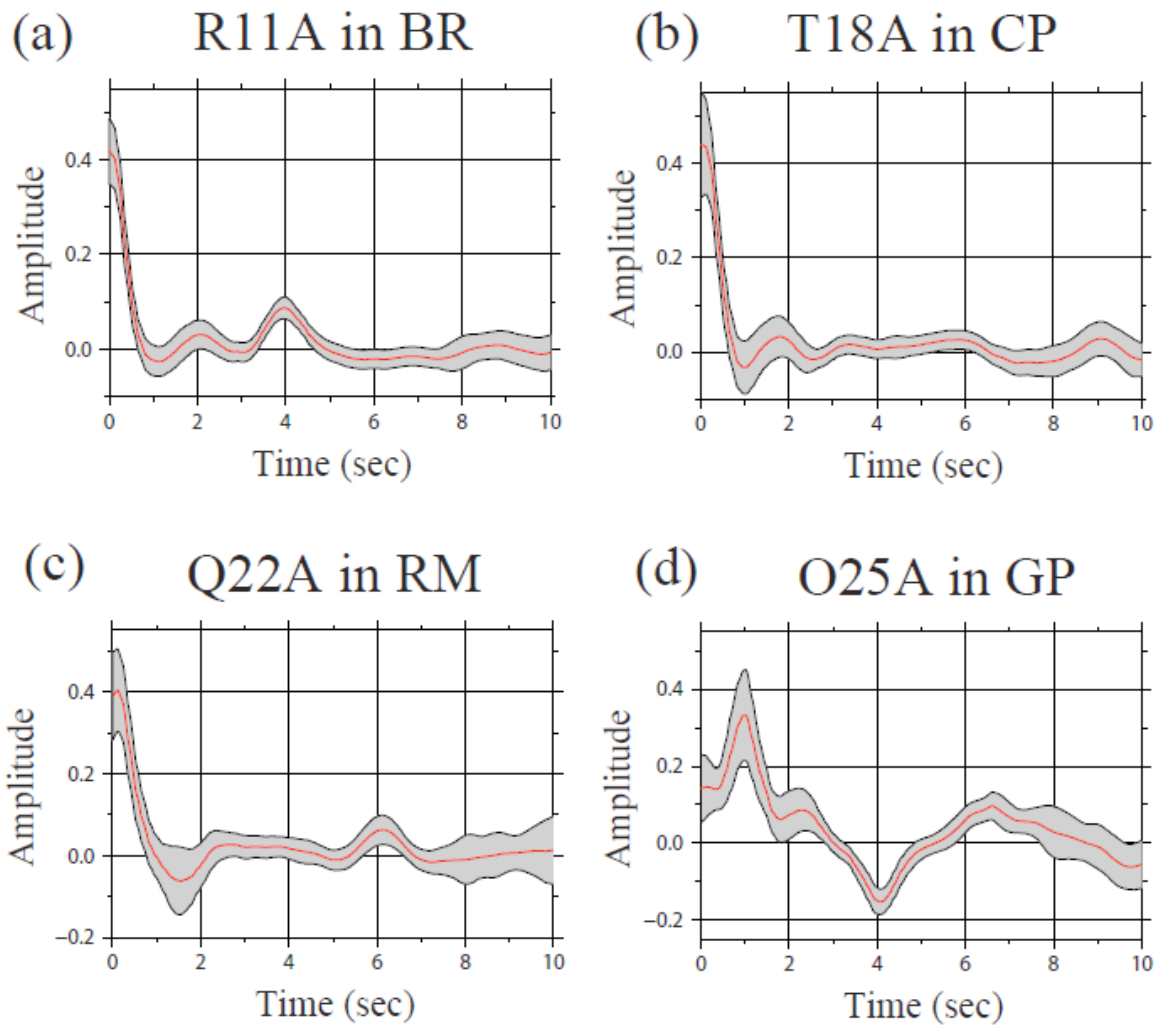 (a) R11A in BR
Amplitude
0.4
0.2
0.0
0 2 4 6 8 10
Time (sec)
(b) T18A in CP
Amplitude
0.4
0.2
0.0
0 2 4 6 8 10
Time (sec)
(c) Q22A in RM
Amplitude
0.4
0.2
0.0
−0.2
0 2 4 6 8 10
Time (sec)
(d) O25A in GP
Amplitude
0.4
0.2
0.0
−0.2
0 2 4 6 8 10
Time (sec)